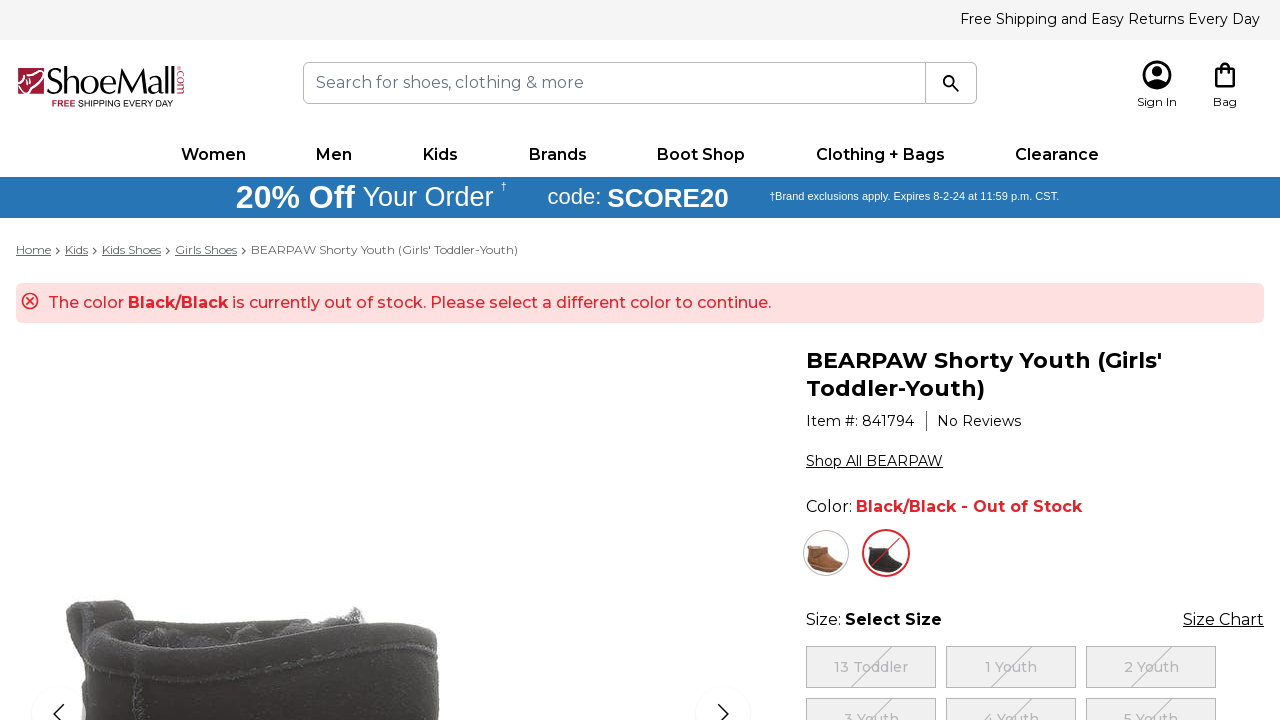 Free Shipping and Easy Returns Every Day
ShoeMall.com®
FREE SHIPPING EVERY DAY
Search for shoes, clothing & more
Sign In
Bag
Women
Men
Kids
Brands
Boot Shop
Clothing + Bags
Clearance
20% Off Your Order † code: SCORE20 †Brand exclusions apply. Expires 8-2-24 at 11:59 p.m. CST.
Home > Kids > Kids Shoes > Girls Shoes > BEARPAW Shorty Youth (Girls' Toddler-Youth)
The color Black/Black is currently out of stock. Please select a different color to continue.
BEARPAW Shorty Youth (Girls'
Toddler-Youth)
Item #: 841794 | No Reviews
Shop All BEARPAW
Color: Black/Black - Out of Stock
Size: Select Size
Size Chart
13 Toddler
1 Youth
2 Youth
3 Youth
4 Youth
5 Youth